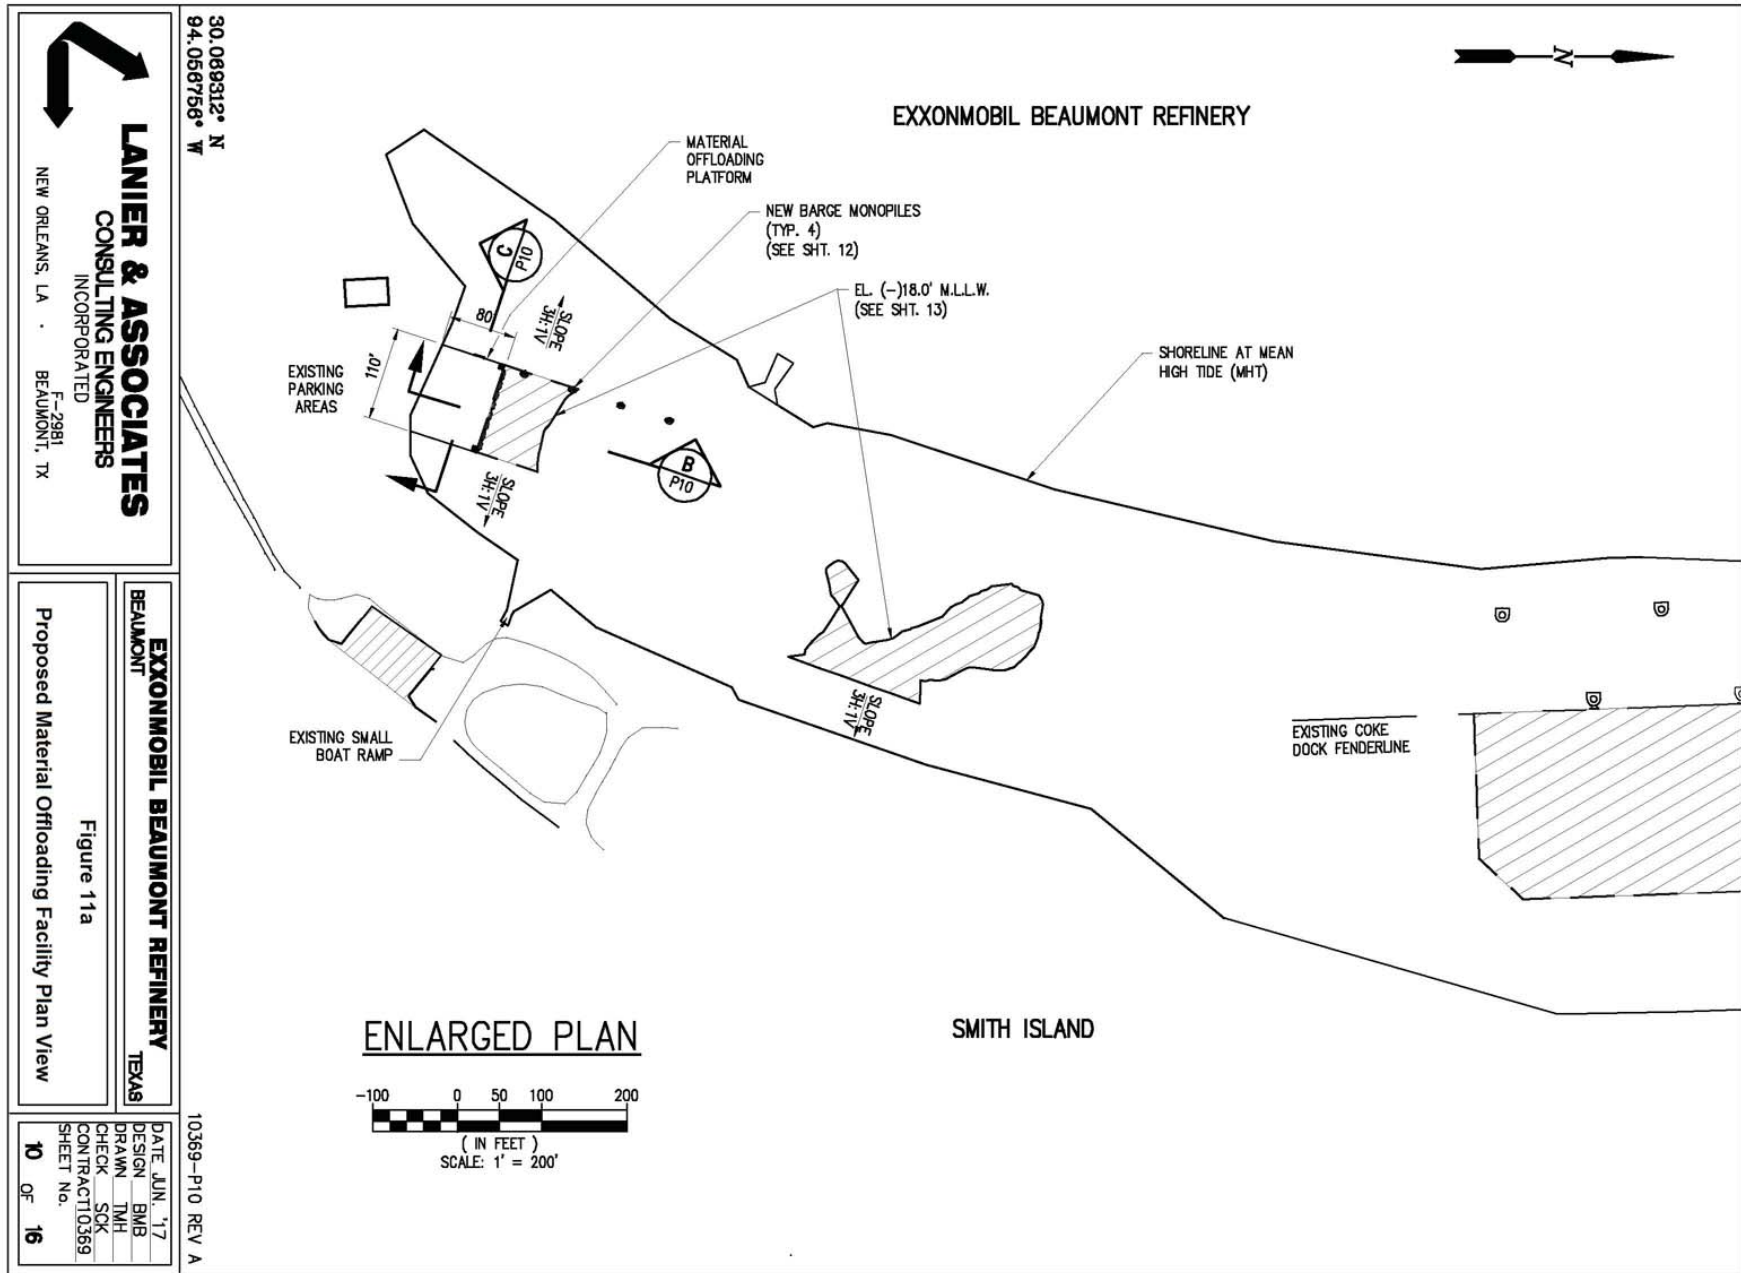 30.069312° N
94.056756° W
N
EXXONMOBIL BEAUMONT REFINERY
MATERIAL
OFFLOADING
PLATFORM
NEW BARGE MONOPILES
(TYP. 4)
(SEE SHT. 12)
EL. (-)18.0' M.L.L.W.
(SEE SHT. 13)
SHORELINE AT MEAN
HIGH TIDE (MHT)
C
P10
80'
SLOPE
3H:1V
110'
EXISTING
PARKING
AREAS
B
P10
SLOPE
3H:1V
SLOPE
3H:1V
EXISTING SMALL
BOAT RAMP
EXISTING COKE
DOCK FENDERLINE
SMITH ISLAND
ENLARGED PLAN
-100 0 50 100 200
( IN FEET )
SCALE: 1' = 200'
10369-P10 REV A
LANIER & ASSOCIATES
CONSULTING ENGINEERS
INCORPORATED
F-2981
NEW ORLEANS, LA · BEAUMONT, TX
EXXONMOBIL BEAUMONT REFINERY
BEAUMONT TEXAS
Figure 11a
Proposed Material Offloading Facility Plan View
DATE JUN. '17
DESIGN BMB
DRAWN TMH
CHECK SCK
CONTRACT10369
SHEET No.
10 OF 16